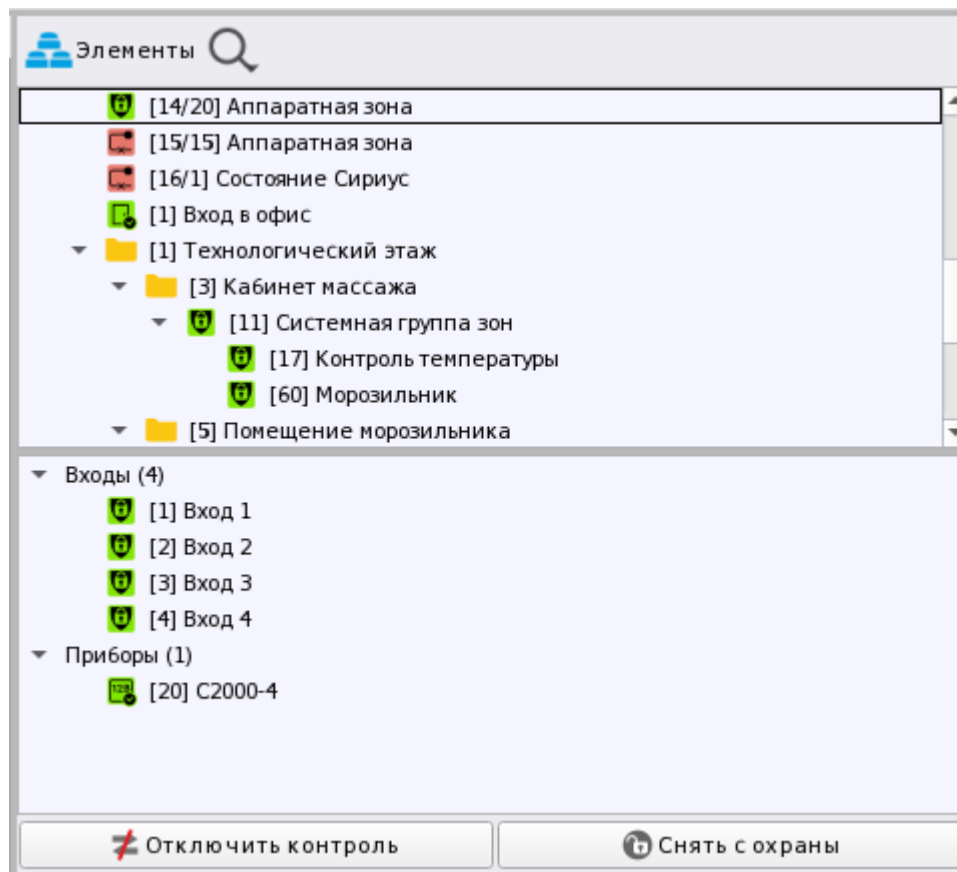 Элементы
[14/20] Аппаратная зона
[15/15] Аппаратная зона
[16/1] Состояние Сириус
[1] Вход в офис
[1] Технологический этаж
[3] Кабинет массажа
[11] Системная группа зон
[17] Контроль температуры
[60] Морозильник
[5] Помещение морозильника
Входы (4)
[1] Вход 1
[2] Вход 2
[3] Вход 3
[4] Вход 4
Приборы (1)
[20] С2000-4
Отключить контроль
Снять с охраны